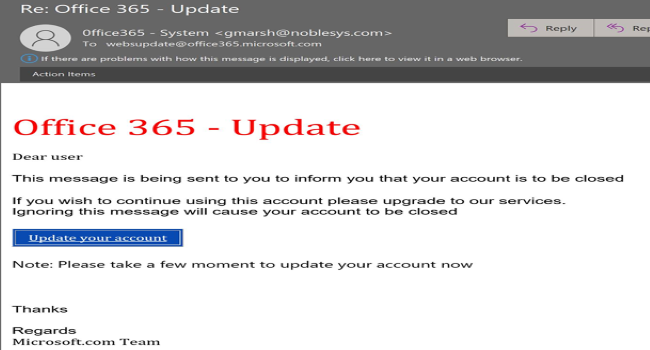 Re: Office 365 - Update
Office365 - System <gmarsh@noblesys.com>
Reply
To websupdate@office365.microsoft.com
If there are problems with how this message is displayed, click here to view it in a web browser.
Action Items
Office 365 - Update
Dear user
This message is being sent to you to inform you that your account is to be closed
If you wish to continue using this account please upgrade to our services.
Ignoring this message will cause your account to be closed
Update your account
Note: Please take a few moment to update your account now
Thanks
Regards
Microsoft.com Team